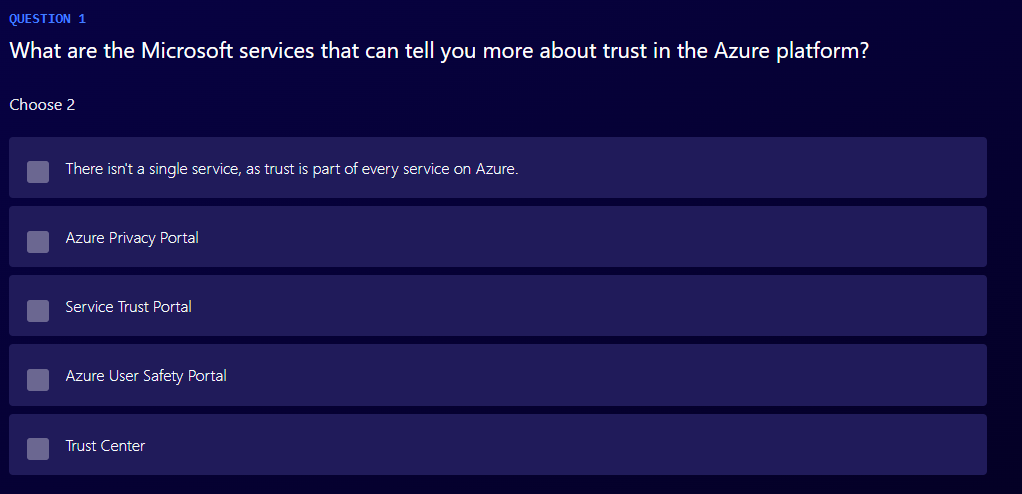 QUESTION 1
What are the Microsoft services that can tell you more about trust in the Azure platform?
Choose 2
There isn't a single service, as trust is part of every service on Azure.
Azure Privacy Portal
Service Trust Portal
Azure User Safety Portal
Trust Center